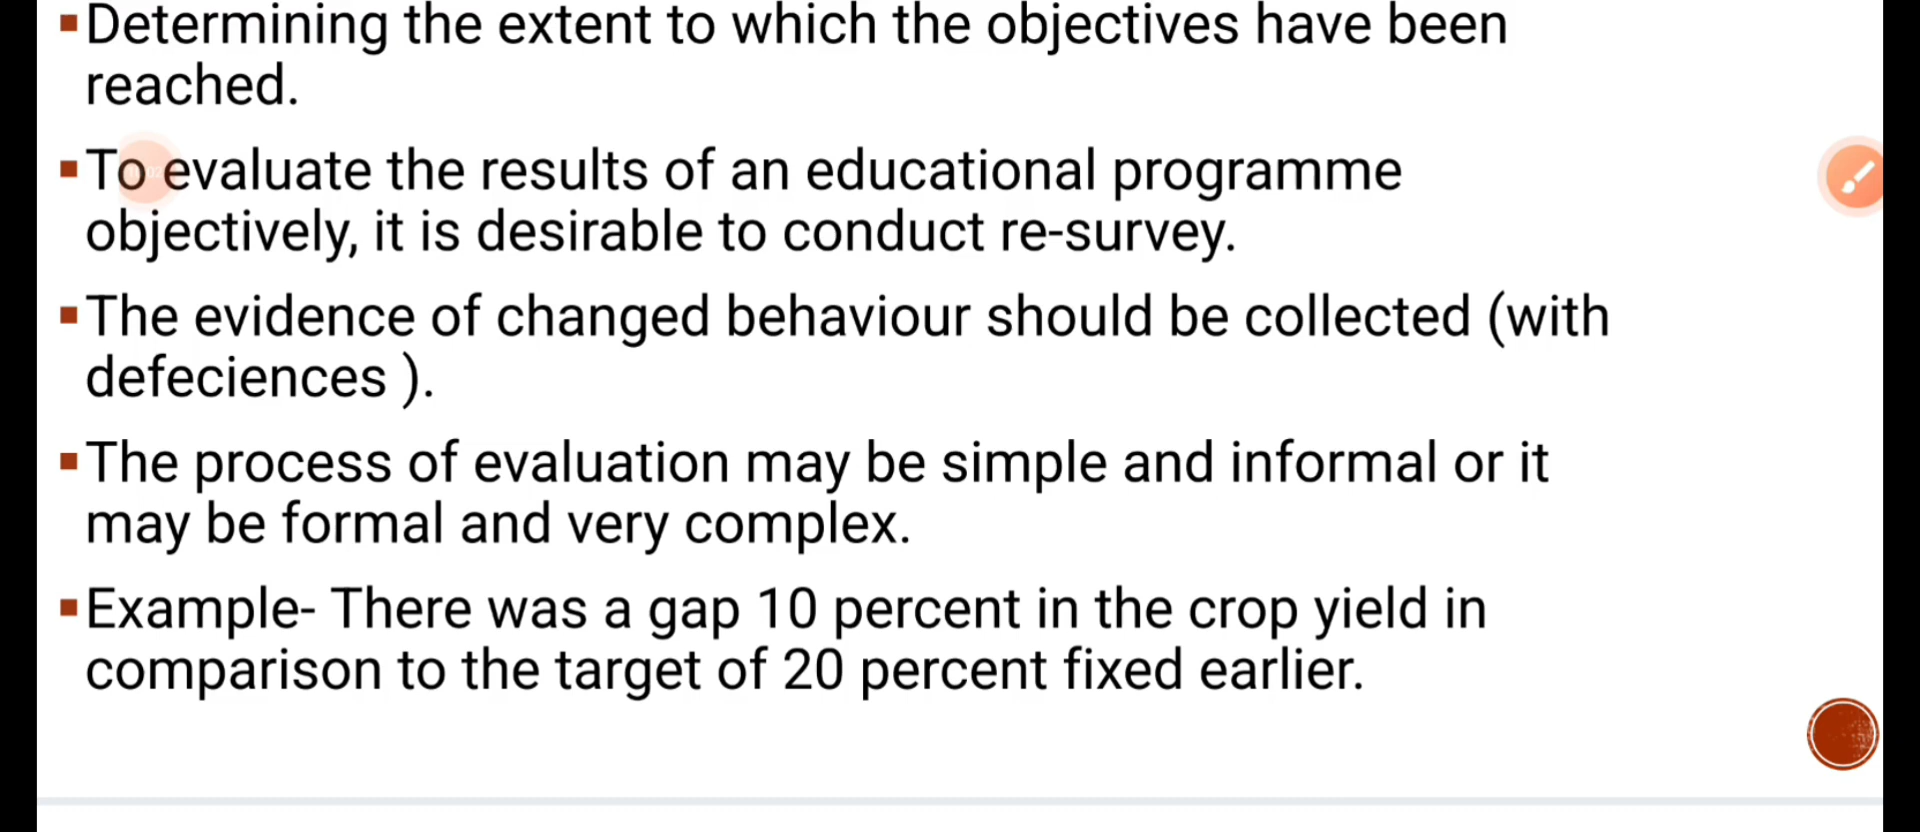 ▪Determining the extent to which the objectives have been
reached.
▪To evaluate the results of an educational programme
objectively, it is desirable to conduct re-survey.
▪The evidence of changed behaviour should be collected (with
defeciences ).
▪The process of evaluation may be simple and informal or it
may be formal and very complex.
▪Example- There was a gap 10 percent in the crop yield in
comparison to the target of 20 percent fixed earlier.